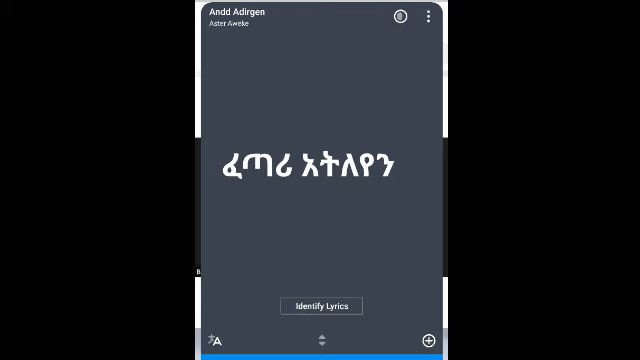 Andd Adirgen
Aster Aweke
ፈጣሪ አትለየን
Identify Lyrics